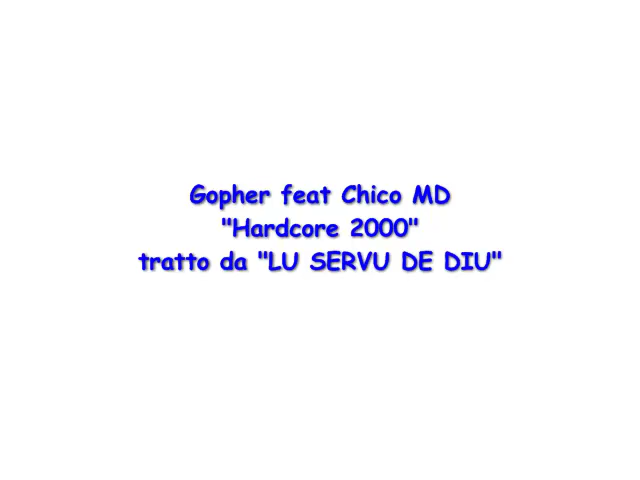 Gopher feat Chico MD
"Hardcore 2000"
tratto da "LU SERVU DE DIU"